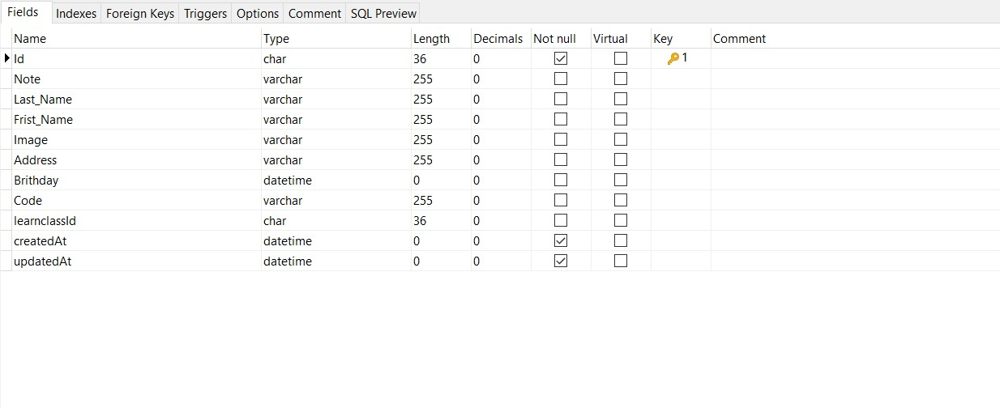 Fields Indexes Foreign Keys Triggers Options Comment SQL Preview
Name Type Length Decimals Not null Virtual Key Comment
Id char 36 0 1
Note varchar 255 0
Last_Name varchar 255 0
Frist_Name varchar 255 0
Image varchar 255 0
Address varchar 255 0
Brithday datetime 0 0
Code varchar 255 0
learnclassId char 36 0
createdAt datetime 0 0
updatedAt datetime 0 0